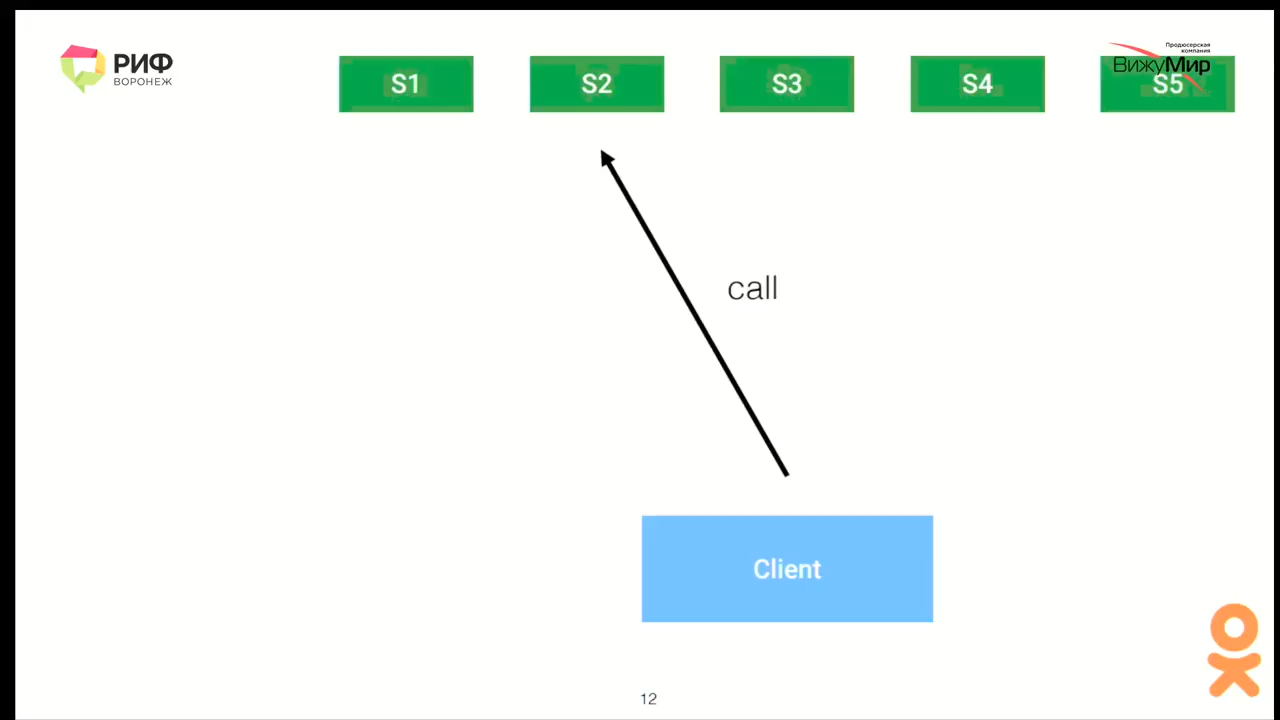 РИФ
ВОРОНЕЖ
S1
S2
S3
S4
S5
Продюсерская
компания
ВижуМир
call
Client
12